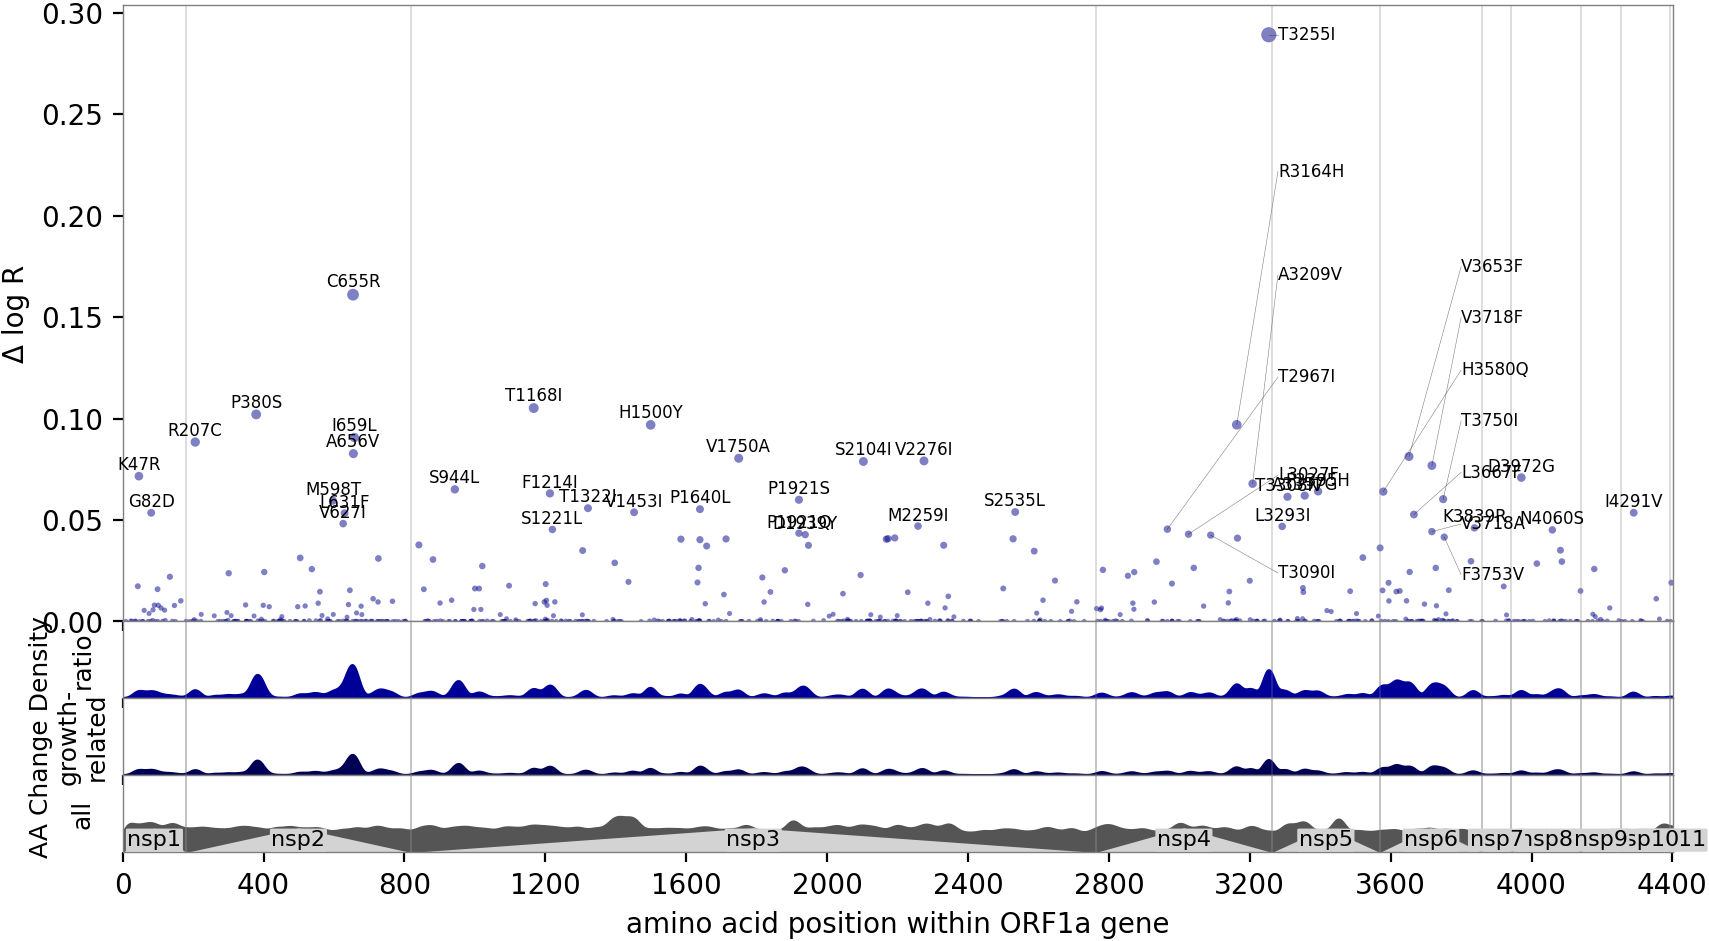 0.30
T3255I
0.25
R3164H
0.20
A3209V
V3653F
C655R
0.15
V3718F
Δ log R
T2967I
H3580Q
P380S
T1168I
H1500Y
0.10
R207C
I659L
A656V
V1750A
S2104I
V2276I
T3750I
K47R
S944L
F1214I
L3027F
L3667F
D3972G
G82D
M598T
L631F
V627I
T1322I
V1453I
P1640L
P1921S
S2535L
I4291V
0.05
S1221L
P1921Q
D1939Y
M2259I
L3293I
K3839R
V3718A
N4060S
T3090I
F3753V
0.00
AA Change Density
ratio
growth-
related
all
nsp1
nsp2
nsp3
nsp4
nsp5
nsp6
nsp7
nsp8
nsp9
sp1011
0 400 800 1200 1600 2000 2400 2800 3200 3600 4000 4400
amino acid position within ORF1a gene